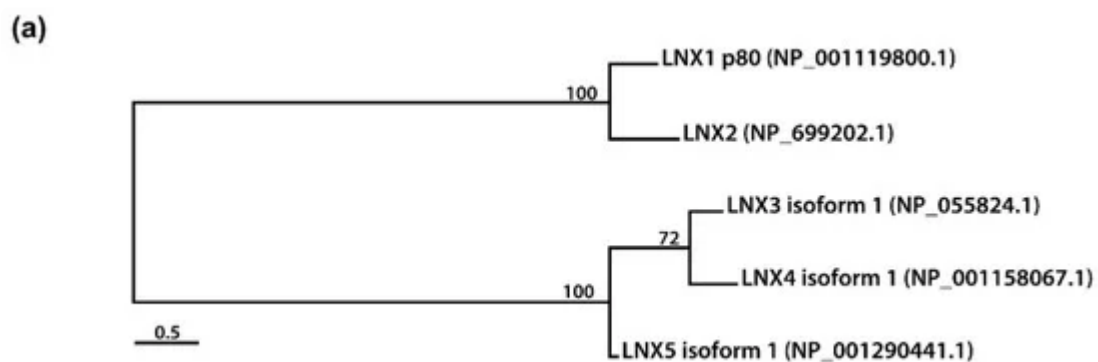 (a)
LNX1 p80 (NP_001119800.1)
100
LNX2 (NP_699202.1)
LNX3 isoform 1 (NP_055824.1)
72
LNX4 isoform 1 (NP_001158067.1)
100
0.5
LNX5 isoform 1 (NP_001290441.1)